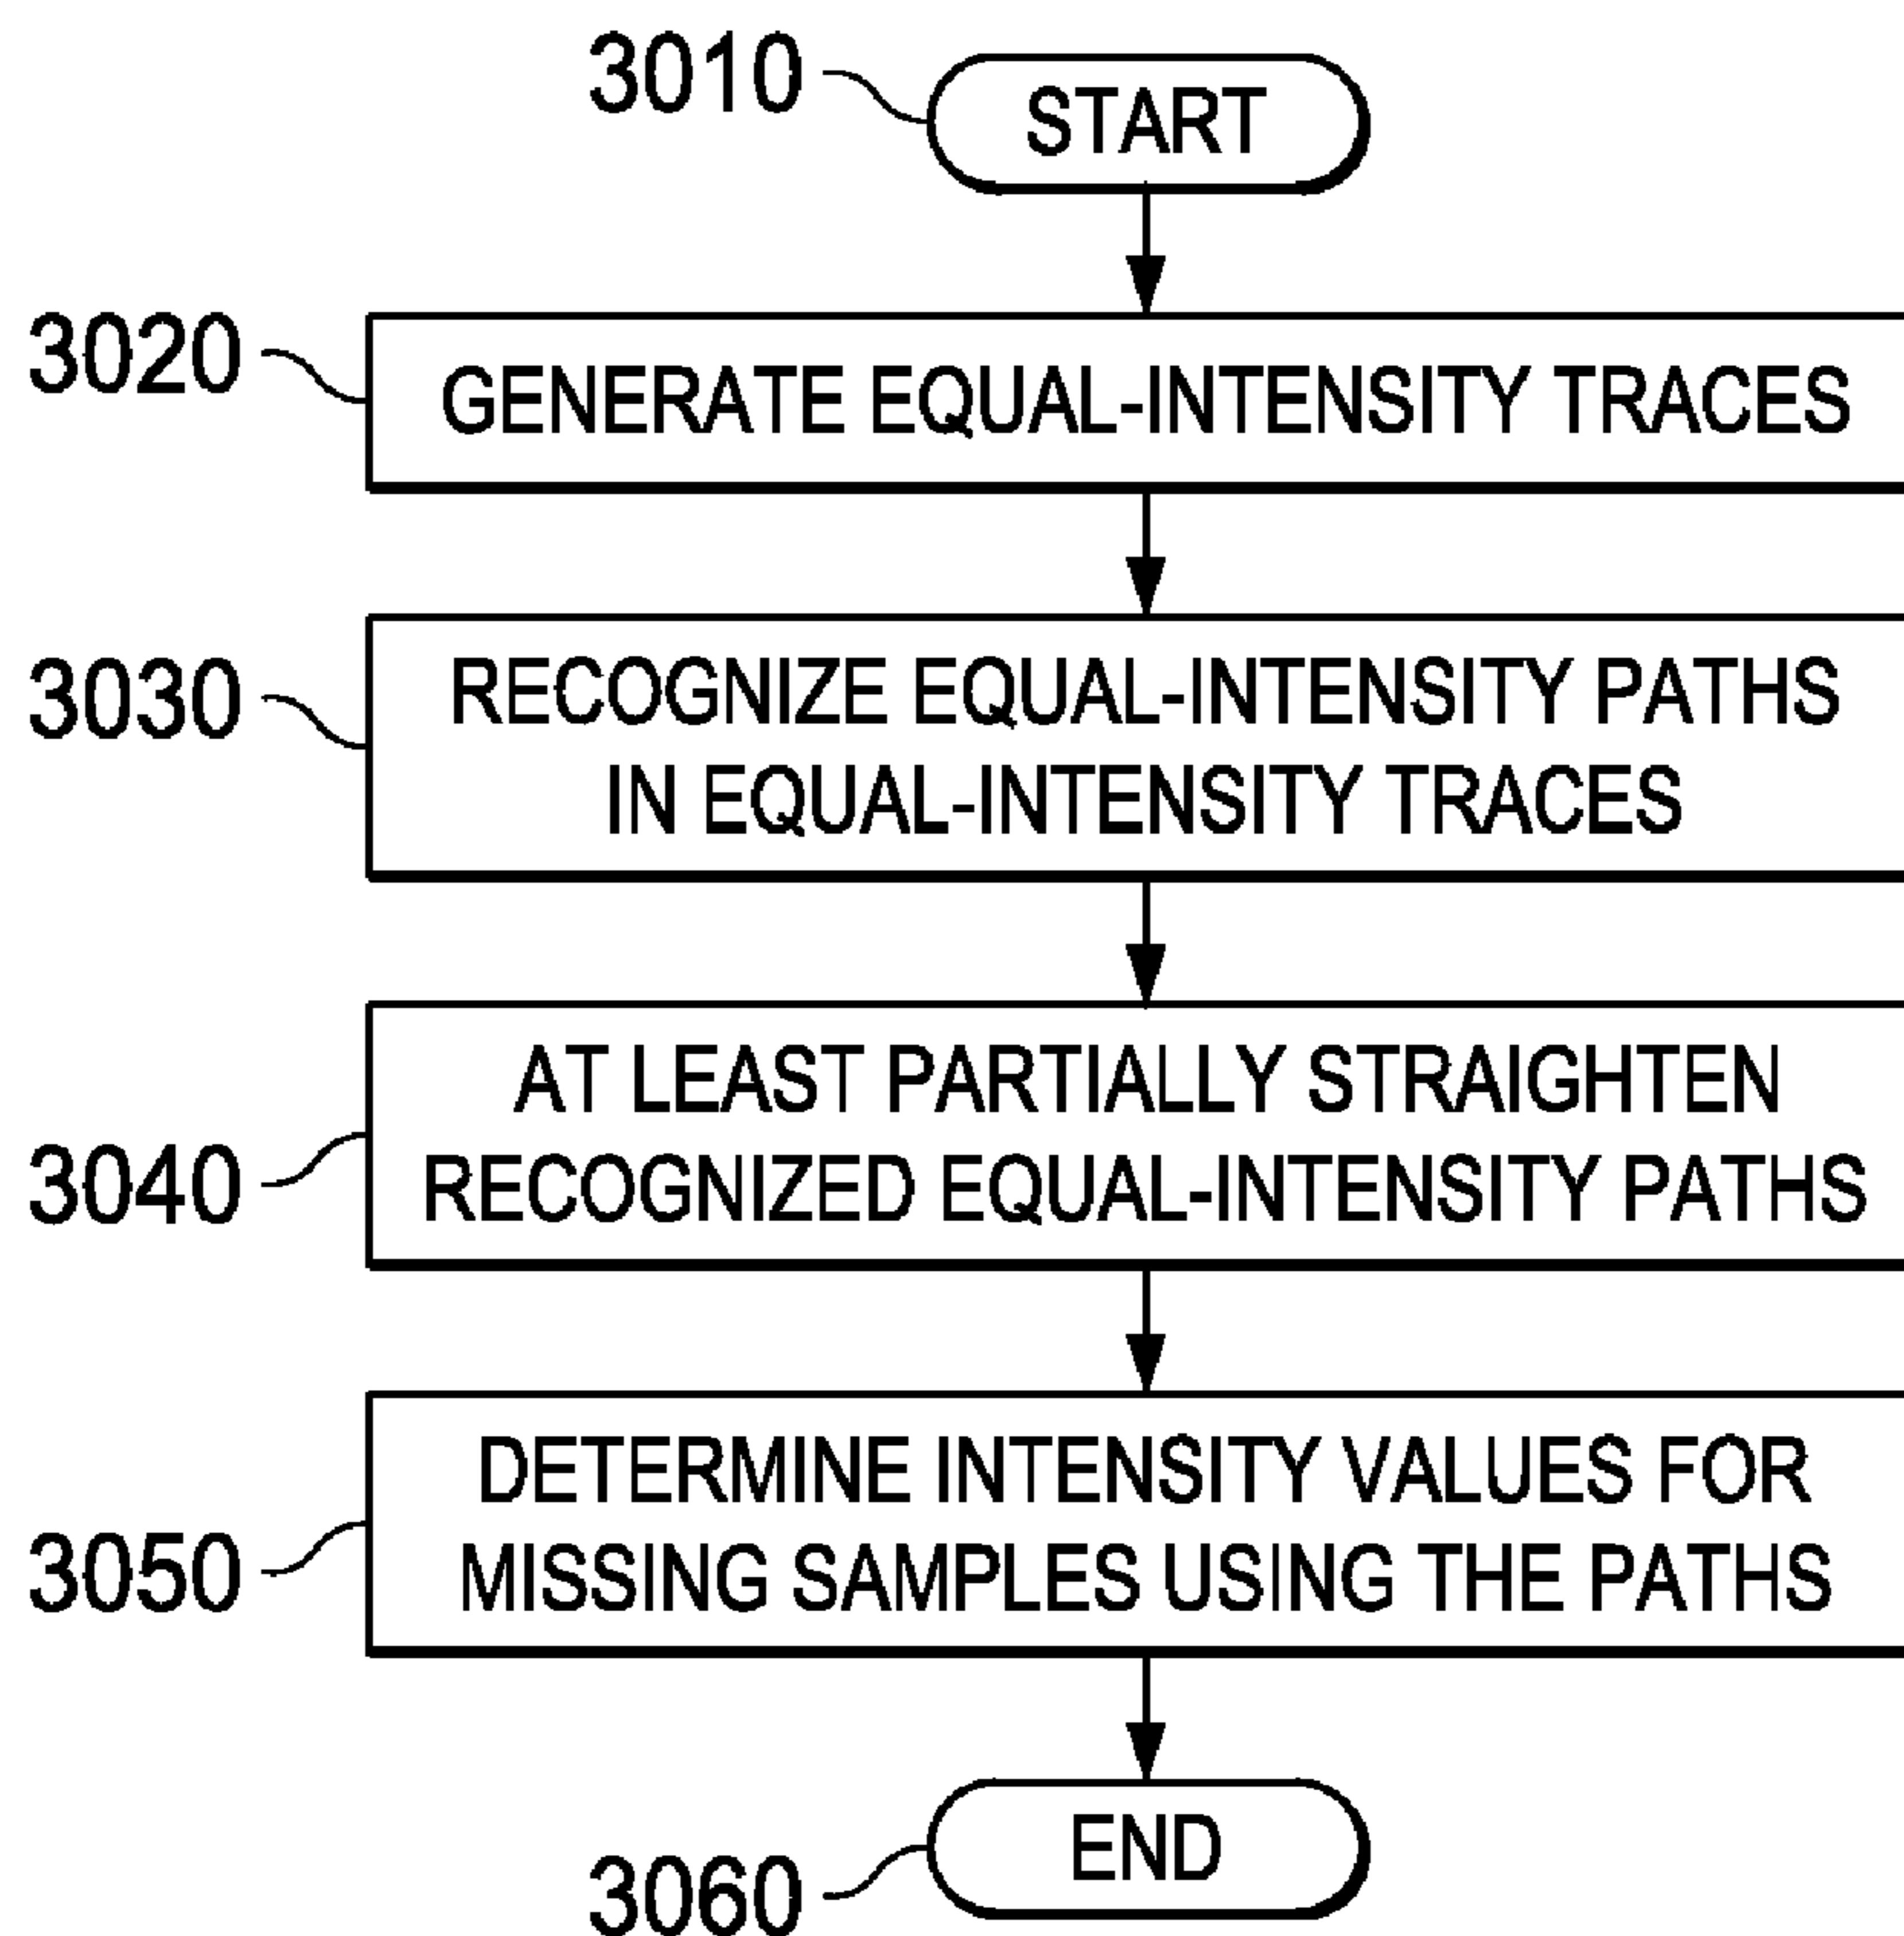 3010
START
3020
GENERATE EQUAL-INTENSITY TRACES
3030
RECOGNIZE EQUAL-INTENSITY PATHS
IN EQUAL-INTENSITY TRACES
AT LEAST PARTIALLY STRAIGHTEN
RECOGNIZED EQUAL-INTENSITY PATHS
3040
DETERMINE INTENSITY VALUES FOR
MISSING SAMPLES USING THE PATHS
3050
END
3060